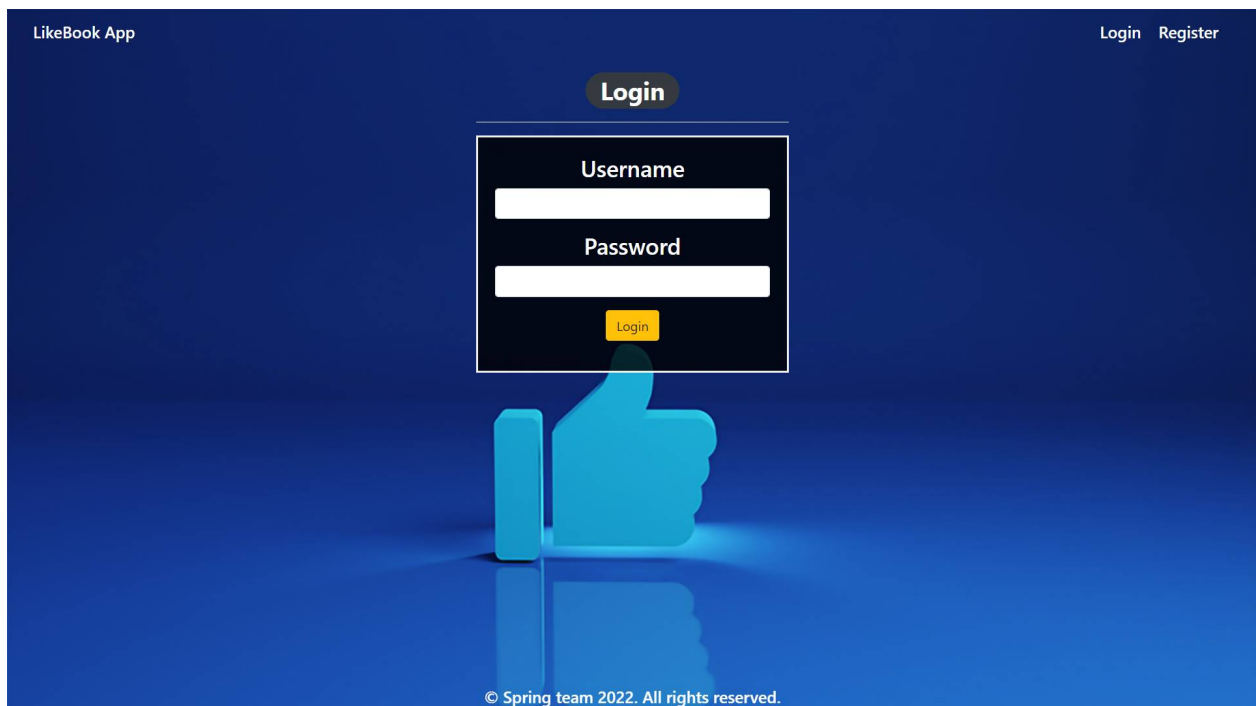 LikeBook App
Login Register
Login
Username
Password
Login
© Spring team 2022. All rights reserved.